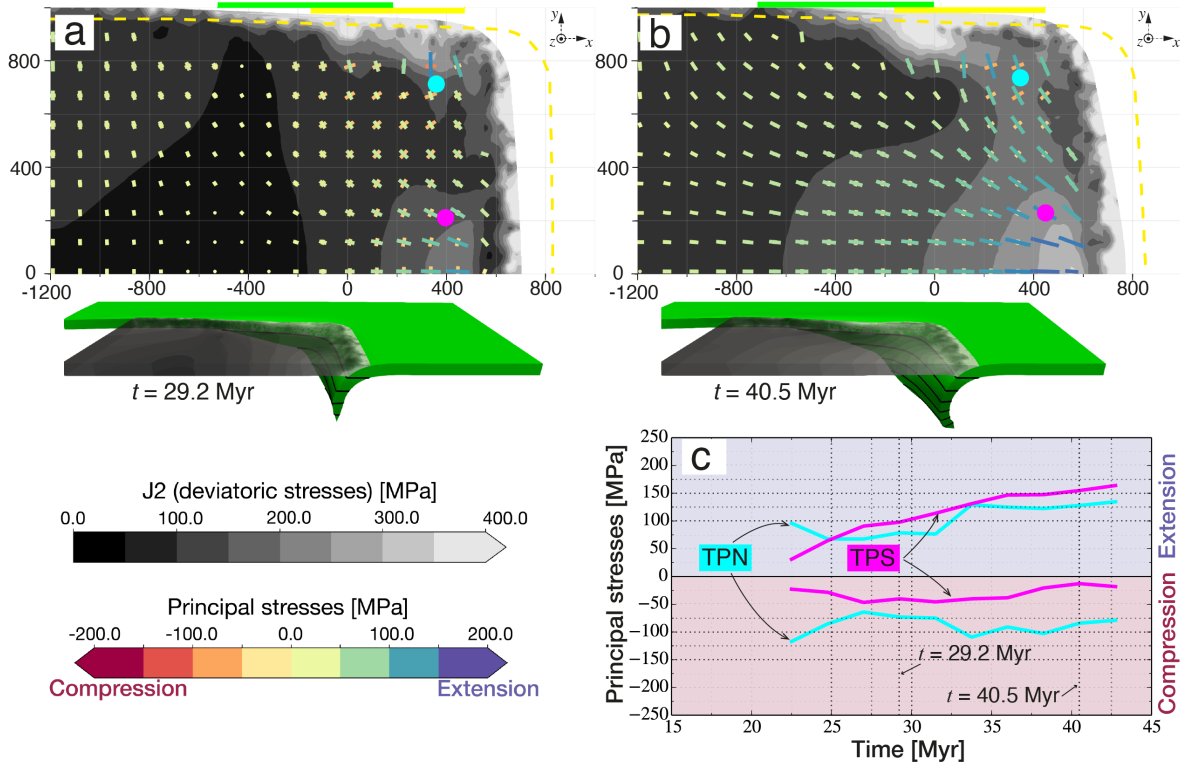 a
y
z
x
800
400
0
-1200
-800
-400
0
400
800
b
y
z
x
800
400
0
-1200
-800
-400
0
400
800
t = 29.2 Myr
t = 40.5 Myr
J2 (deviatoric stresses) [MPa]
0.0 100.0 200.0 300.0 400.0
Principal stresses [MPa]
-200.0 -100.0 0.0 100.0 200.0
Compression Extension
c
Principal stresses [MPa]
250
200
150
100
50
0
−50
−100
−150
−200
−250
TPN
TPS
t = 29.2 Myr
t = 40.5 Myr
Extension
Compression
15 20 25 30 35 40 45
Time [Myr]